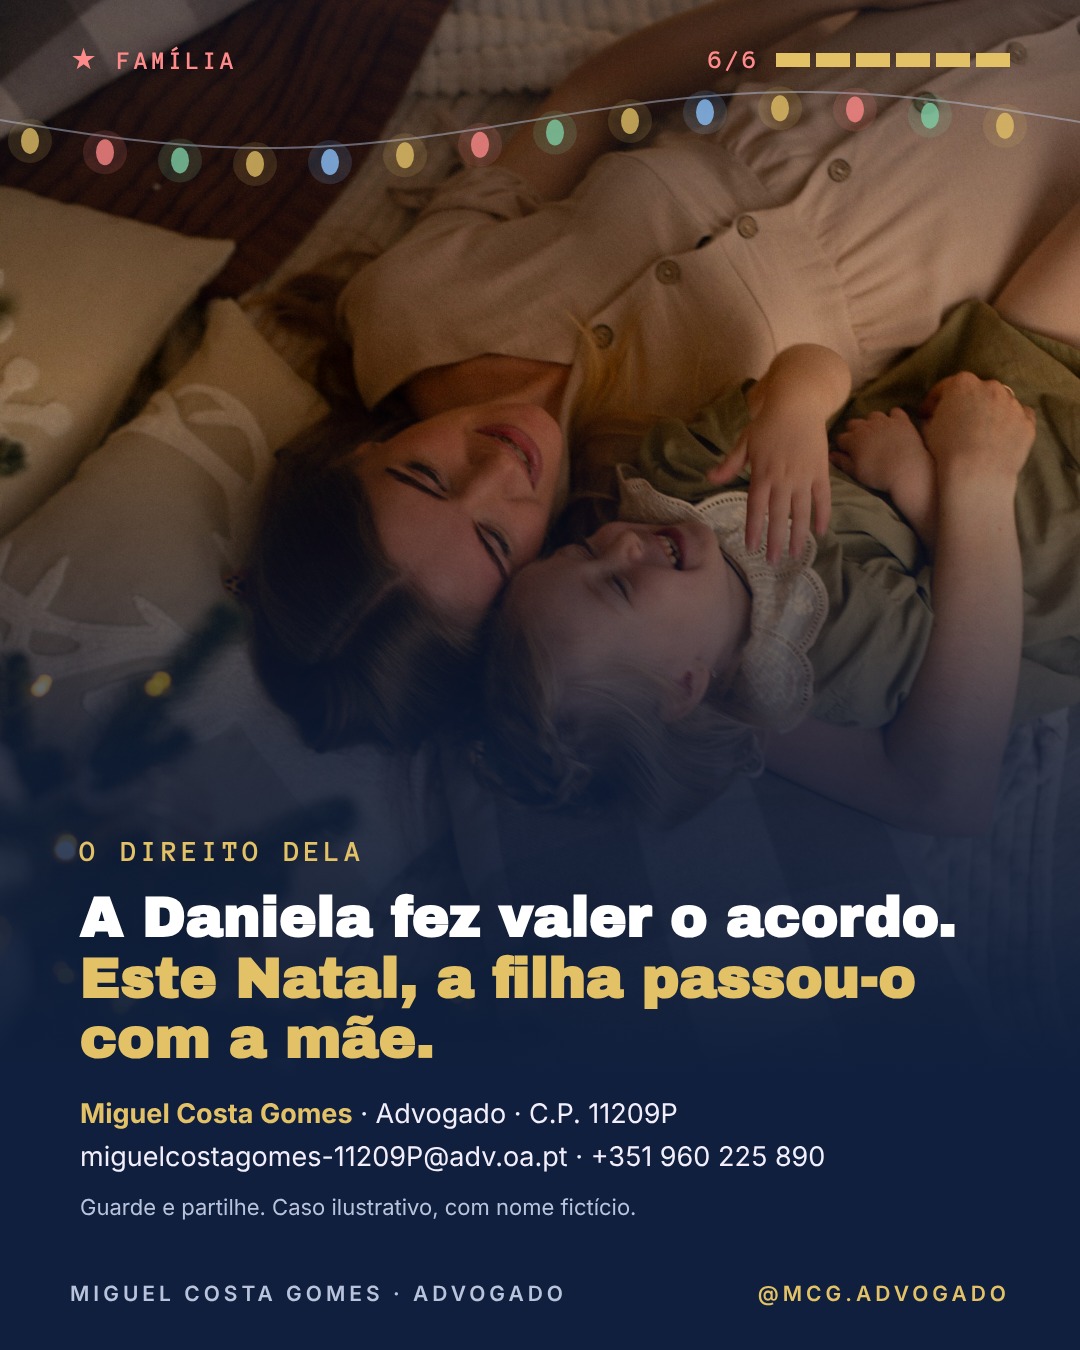 ★ FAMÍLIA
6/6
O DIREITO DELA
A Daniela fez valer o acordo.
Este Natal, a filha passou-o
com a mãe.
Miguel Costa Gomes · Advogado · C.P. 11209P
miguelcostagomes-11209P@adv.oa.pt · +351 960 225 890
Guarde e partilhe. Caso ilustrativo, com nome fictício.
MIGUEL COSTA GOMES · ADVOGADO
@MCG.ADVOGADO